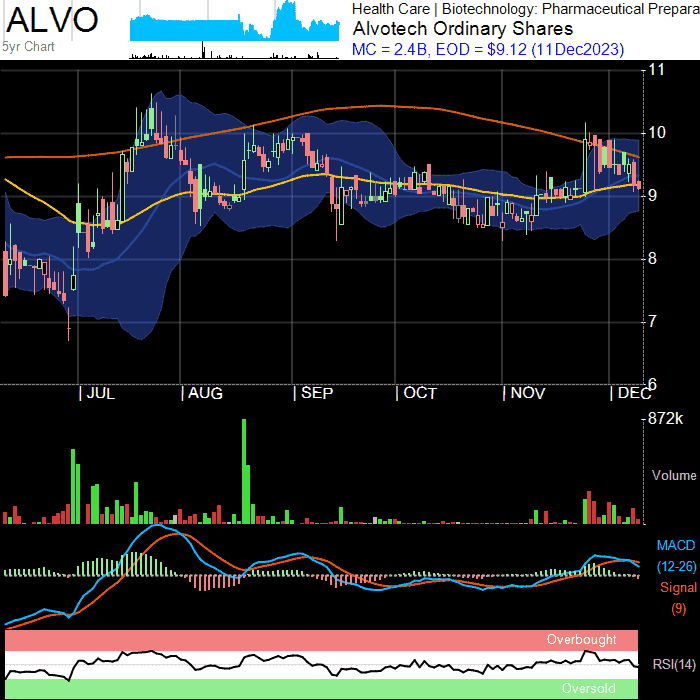 ALVO
5yr Chart
Health Care | Biotechnology: Pharmaceutical Prepara
Alvotech Ordinary Shares
MC = 2.4B, EOD = $9.12 (11Dec2023)
11
10
9
8
7
6
JUL AUG SEP OCT NOV DEC
872k
Volume
MACD
(12-26)
Signal
(9)
Overbought
RSI(14)
Oversold